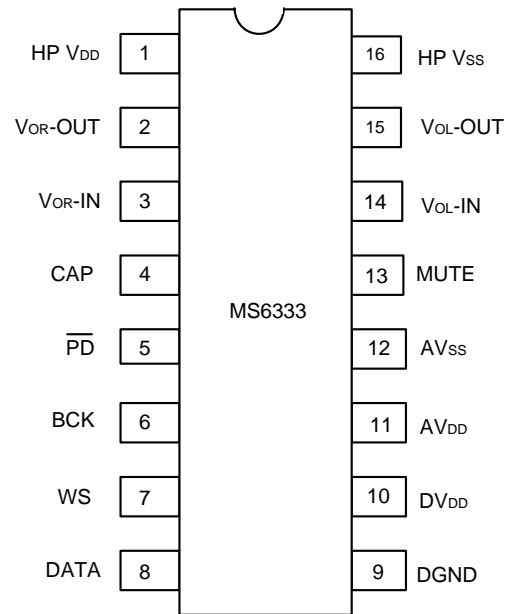 HP VDD 1 16 HP VSS
VOR-OUT 2 15 VOL-OUT
VOR-IN 3 14 VOL-IN
CAP 4 13 MUTE
MS6333
P̅D̅ 5 12 AVSS
BCK 6 11 AVDD
WS 7 10 DVDD
DATA 8 9 DGND